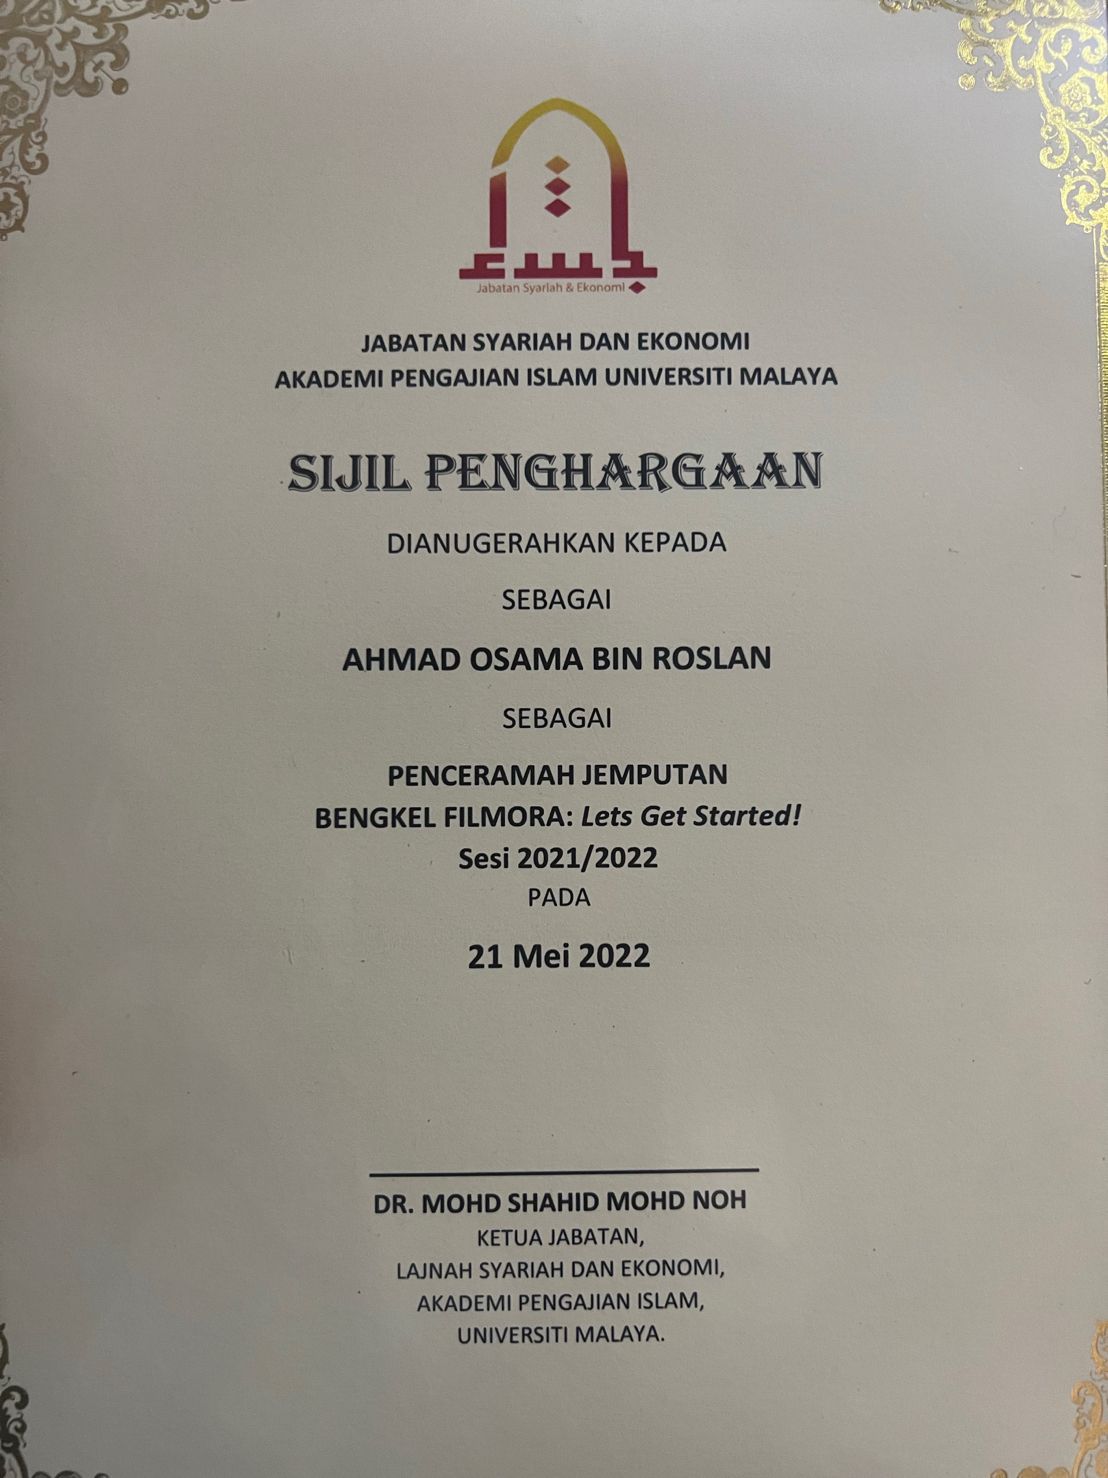 جسء
Jabatan Syariah & Ekonomi
JABATAN SYARIAH DAN EKONOMI
AKADEMI PENGAJIAN ISLAM UNIVERSITI MALAYA
SIJIL PENGHARGAAN
DIANUGERAHKAN KEPADA
SEBAGAI
AHMAD OSAMA BIN ROSLAN
SEBAGAI
PENCERAMAH JEMPUTAN
BENGKEL FILMORA: Lets Get Started!
Sesi 2021/2022
PADA
21 Mei 2022
DR. MOHD SHAHID MOHD NOH
KETUA JABATAN,
LAJNAH SYARIAH DAN EKONOMI,
AKADEMI PENGAJIAN ISLAM,
UNIVERSITI MALAYA.